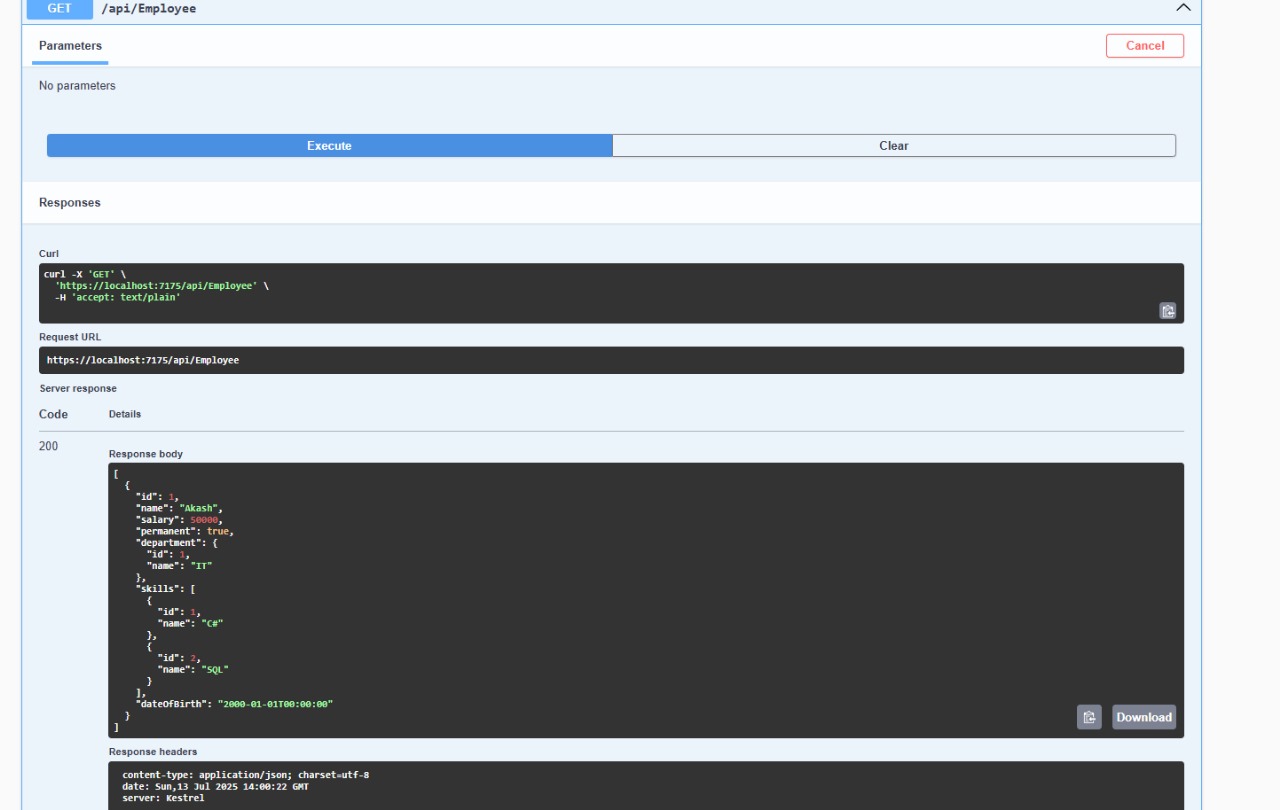 GET /api/Employee
Parameters
Cancel
No parameters
Execute
Clear
Responses
Curl
curl -X 'GET' \
  'https://localhost:7175/api/Employee' \
  -H 'accept: text/plain'
Request URL
https://localhost:7175/api/Employee
Server response
Code Details
200
Response body
[
  {
    "id": 1,
    "name": "Akash",
    "salary": 50000,
    "permanent": true,
    "department": {
      "id": 1,
      "name": "IT"
    },
    "skills": [
      {
        "id": 1,
        "name": "C#"
      },
      {
        "id": 2,
        "name": "SQL"
      }
    ],
    "dateOfBirth": "2000-01-01T00:00:00"
  }
]
Download
Response headers
content-type: application/json; charset=utf-8
date: Sun,13 Jul 2025 14:00:22 GMT
server: Kestrel